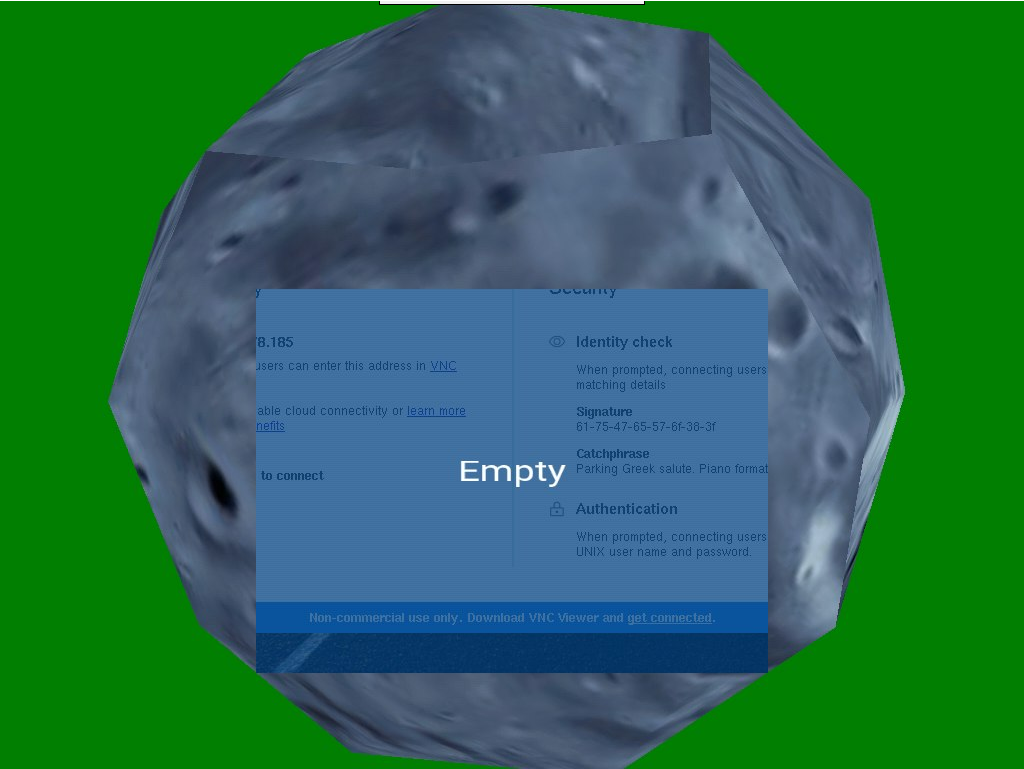 Security
78.185
Identity check
users can enter this address in VNC
When prompted, connecting users
matching details
able cloud connectivity or learn more
Signature
61-75-47-65-57-6f-38-3f
Catchphrase
Parking Greek salute. Piano format
to connect
Empty
Authentication
When prompted, connecting users
UNIX user name and password.
Non-commercial use only. Download VNC Viewer and get connected.